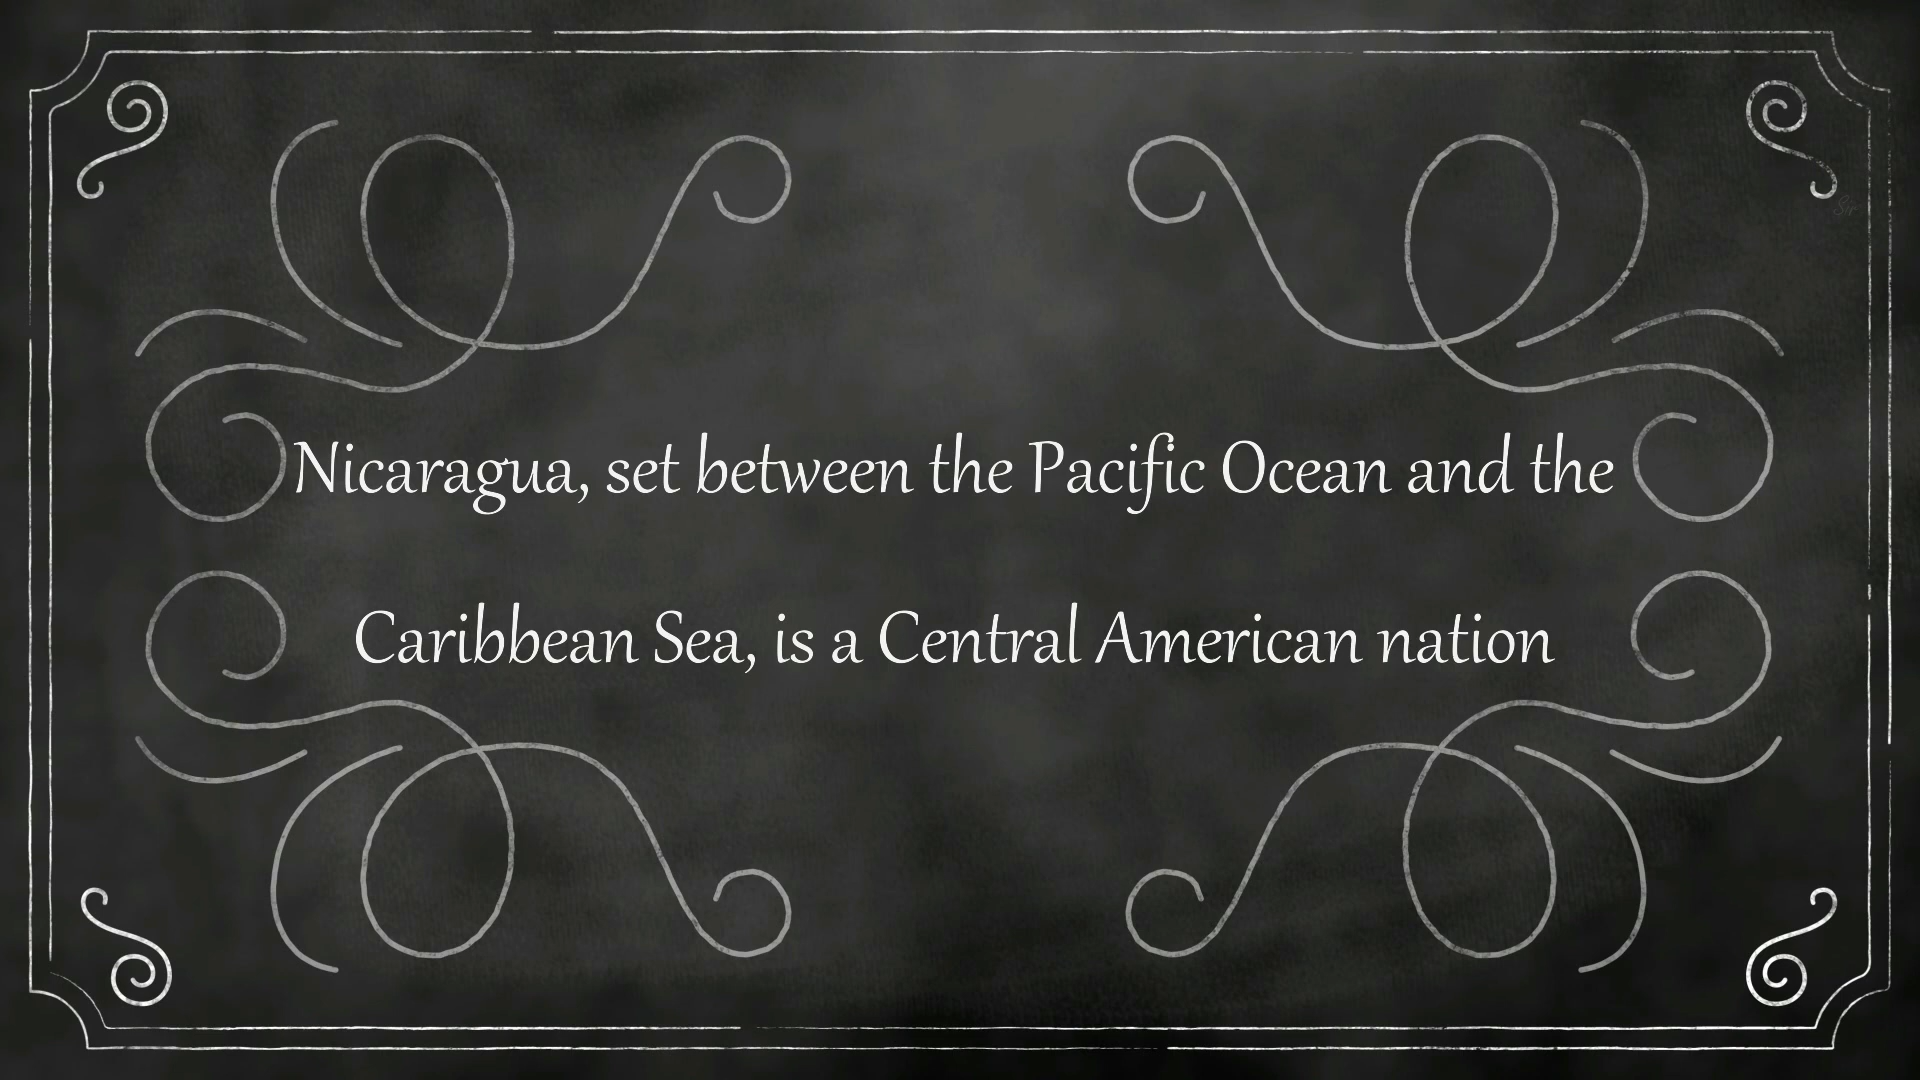 Nicaragua, set between the Pacific Ocean and the
Caribbean Sea, is a Central American nation